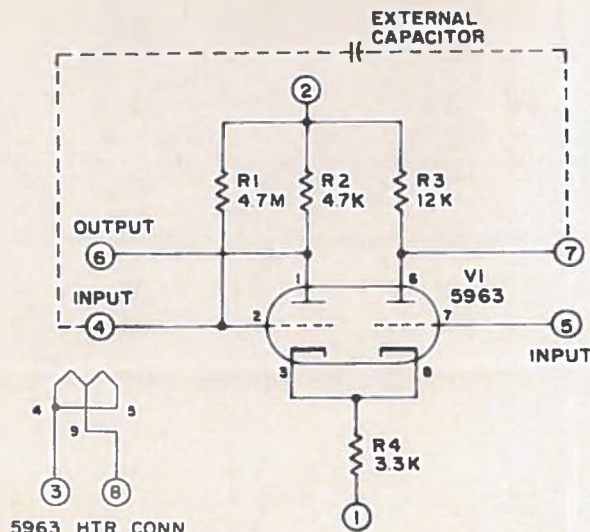 EXTERNAL
CAPACITOR
2
R1
4.7M
R2
4.7K
R3
12K
OUTPUT
6
7
1
6
V1
5963
INPUT
4
2
7
5
INPUT
3
8
4
5
9
R4
3.3K
3
8
1
5963 HTR CONN